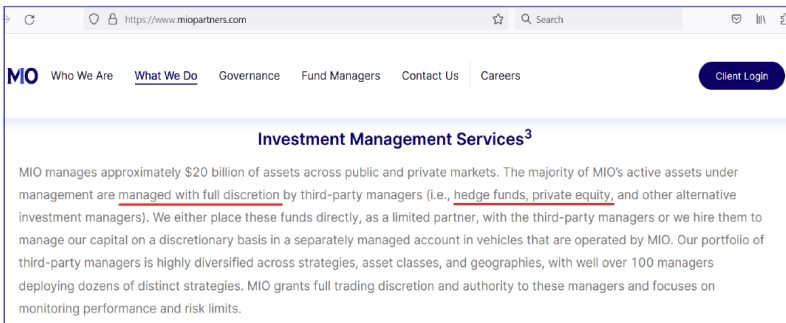 https://www.miopartners.com
Search
MIO Who We Are What We Do Governance Fund Managers Contact Us Careers Client Login
Investment Management Services3
MIO manages approximately $20 billion of assets across public and private markets. The majority of MIO's active assets under
management are managed with full discretion by third-party managers (i.e., hedge funds, private equity, and other alternative
investment managers). We either place these funds directly, as a limited partner, with the third-party managers or we hire them to
manage our capital on a discretionary basis in a separately managed account in vehicles that are operated by MIO. Our portfolio of
third-party managers is highly diversified across strategies, asset classes, and geographies, with well over 100 managers
deploying dozens of distinct strategies. MIO grants full trading discretion and authority to these managers and focuses on
monitoring performance and risk limits.